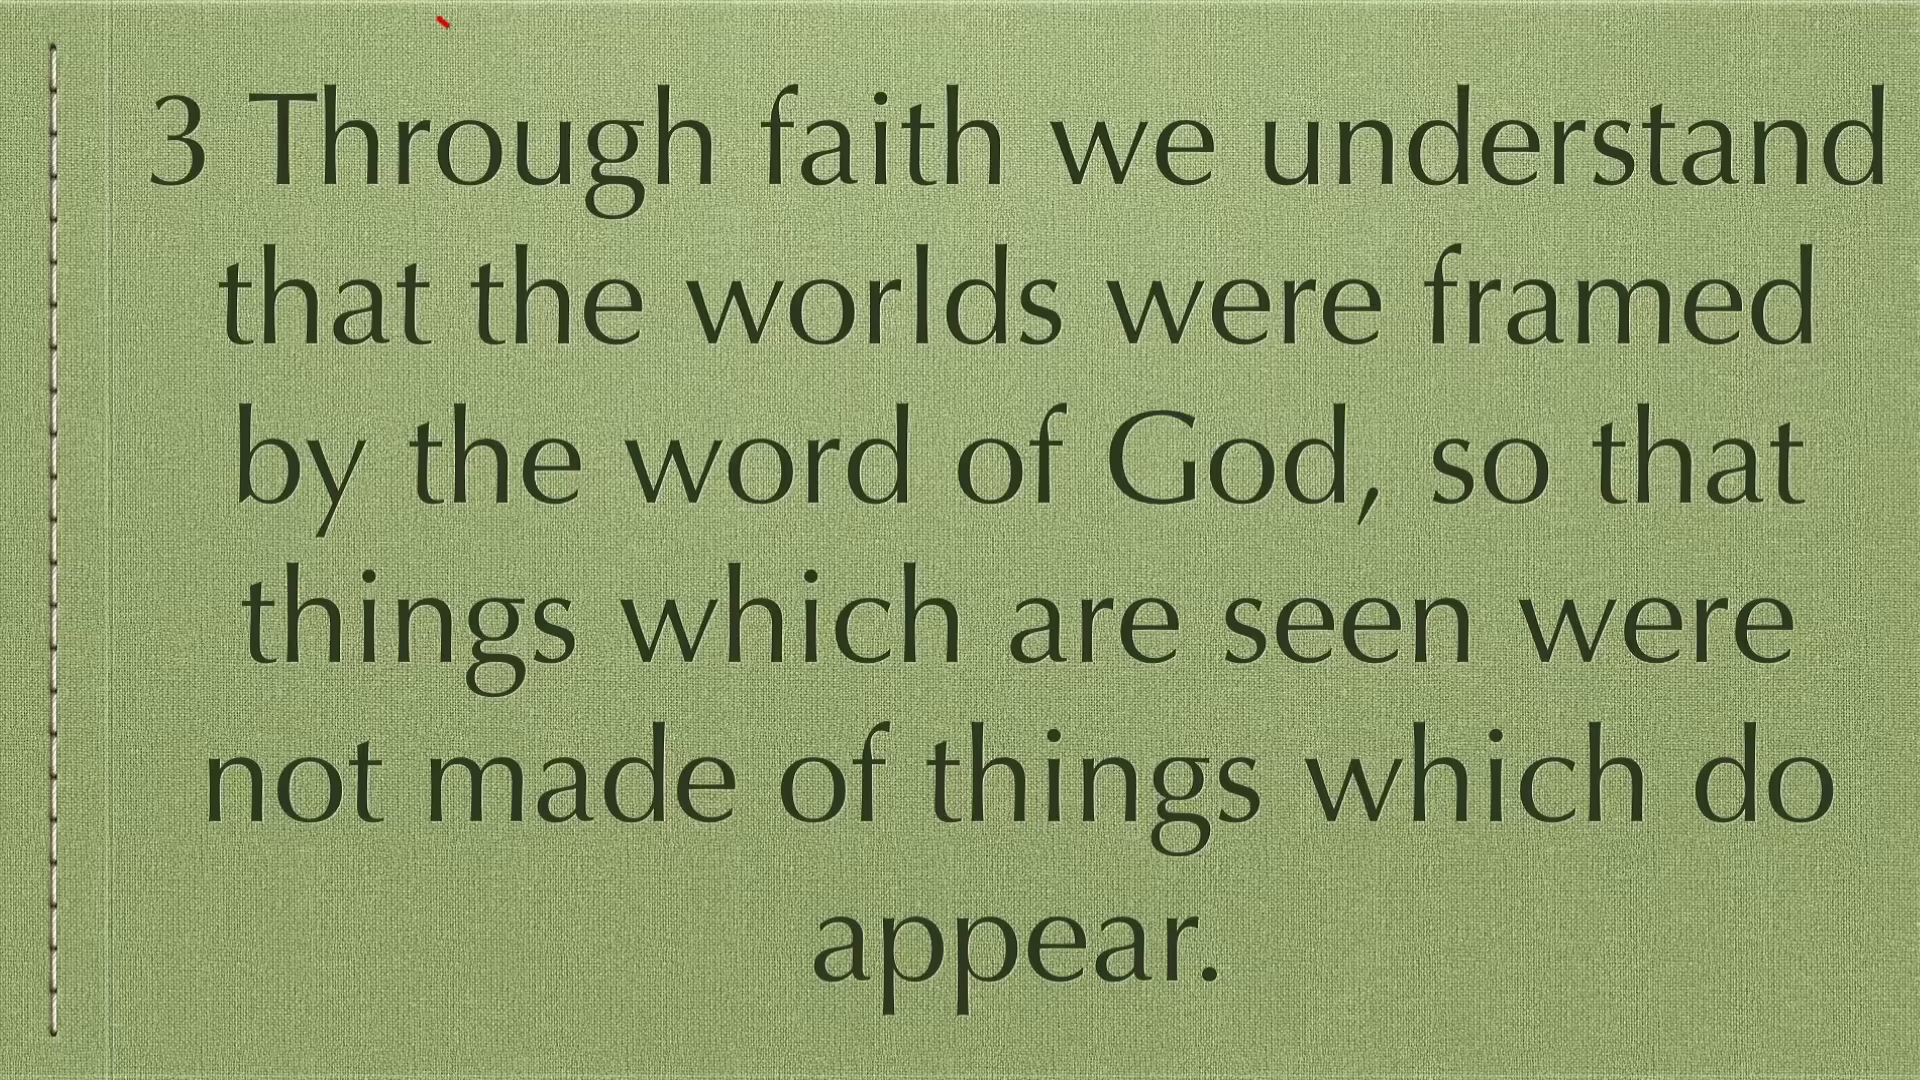 3 Through faith we understand
that the worlds were framed
by the word of God, so that
things which are seen were
not made of things which do
appear.